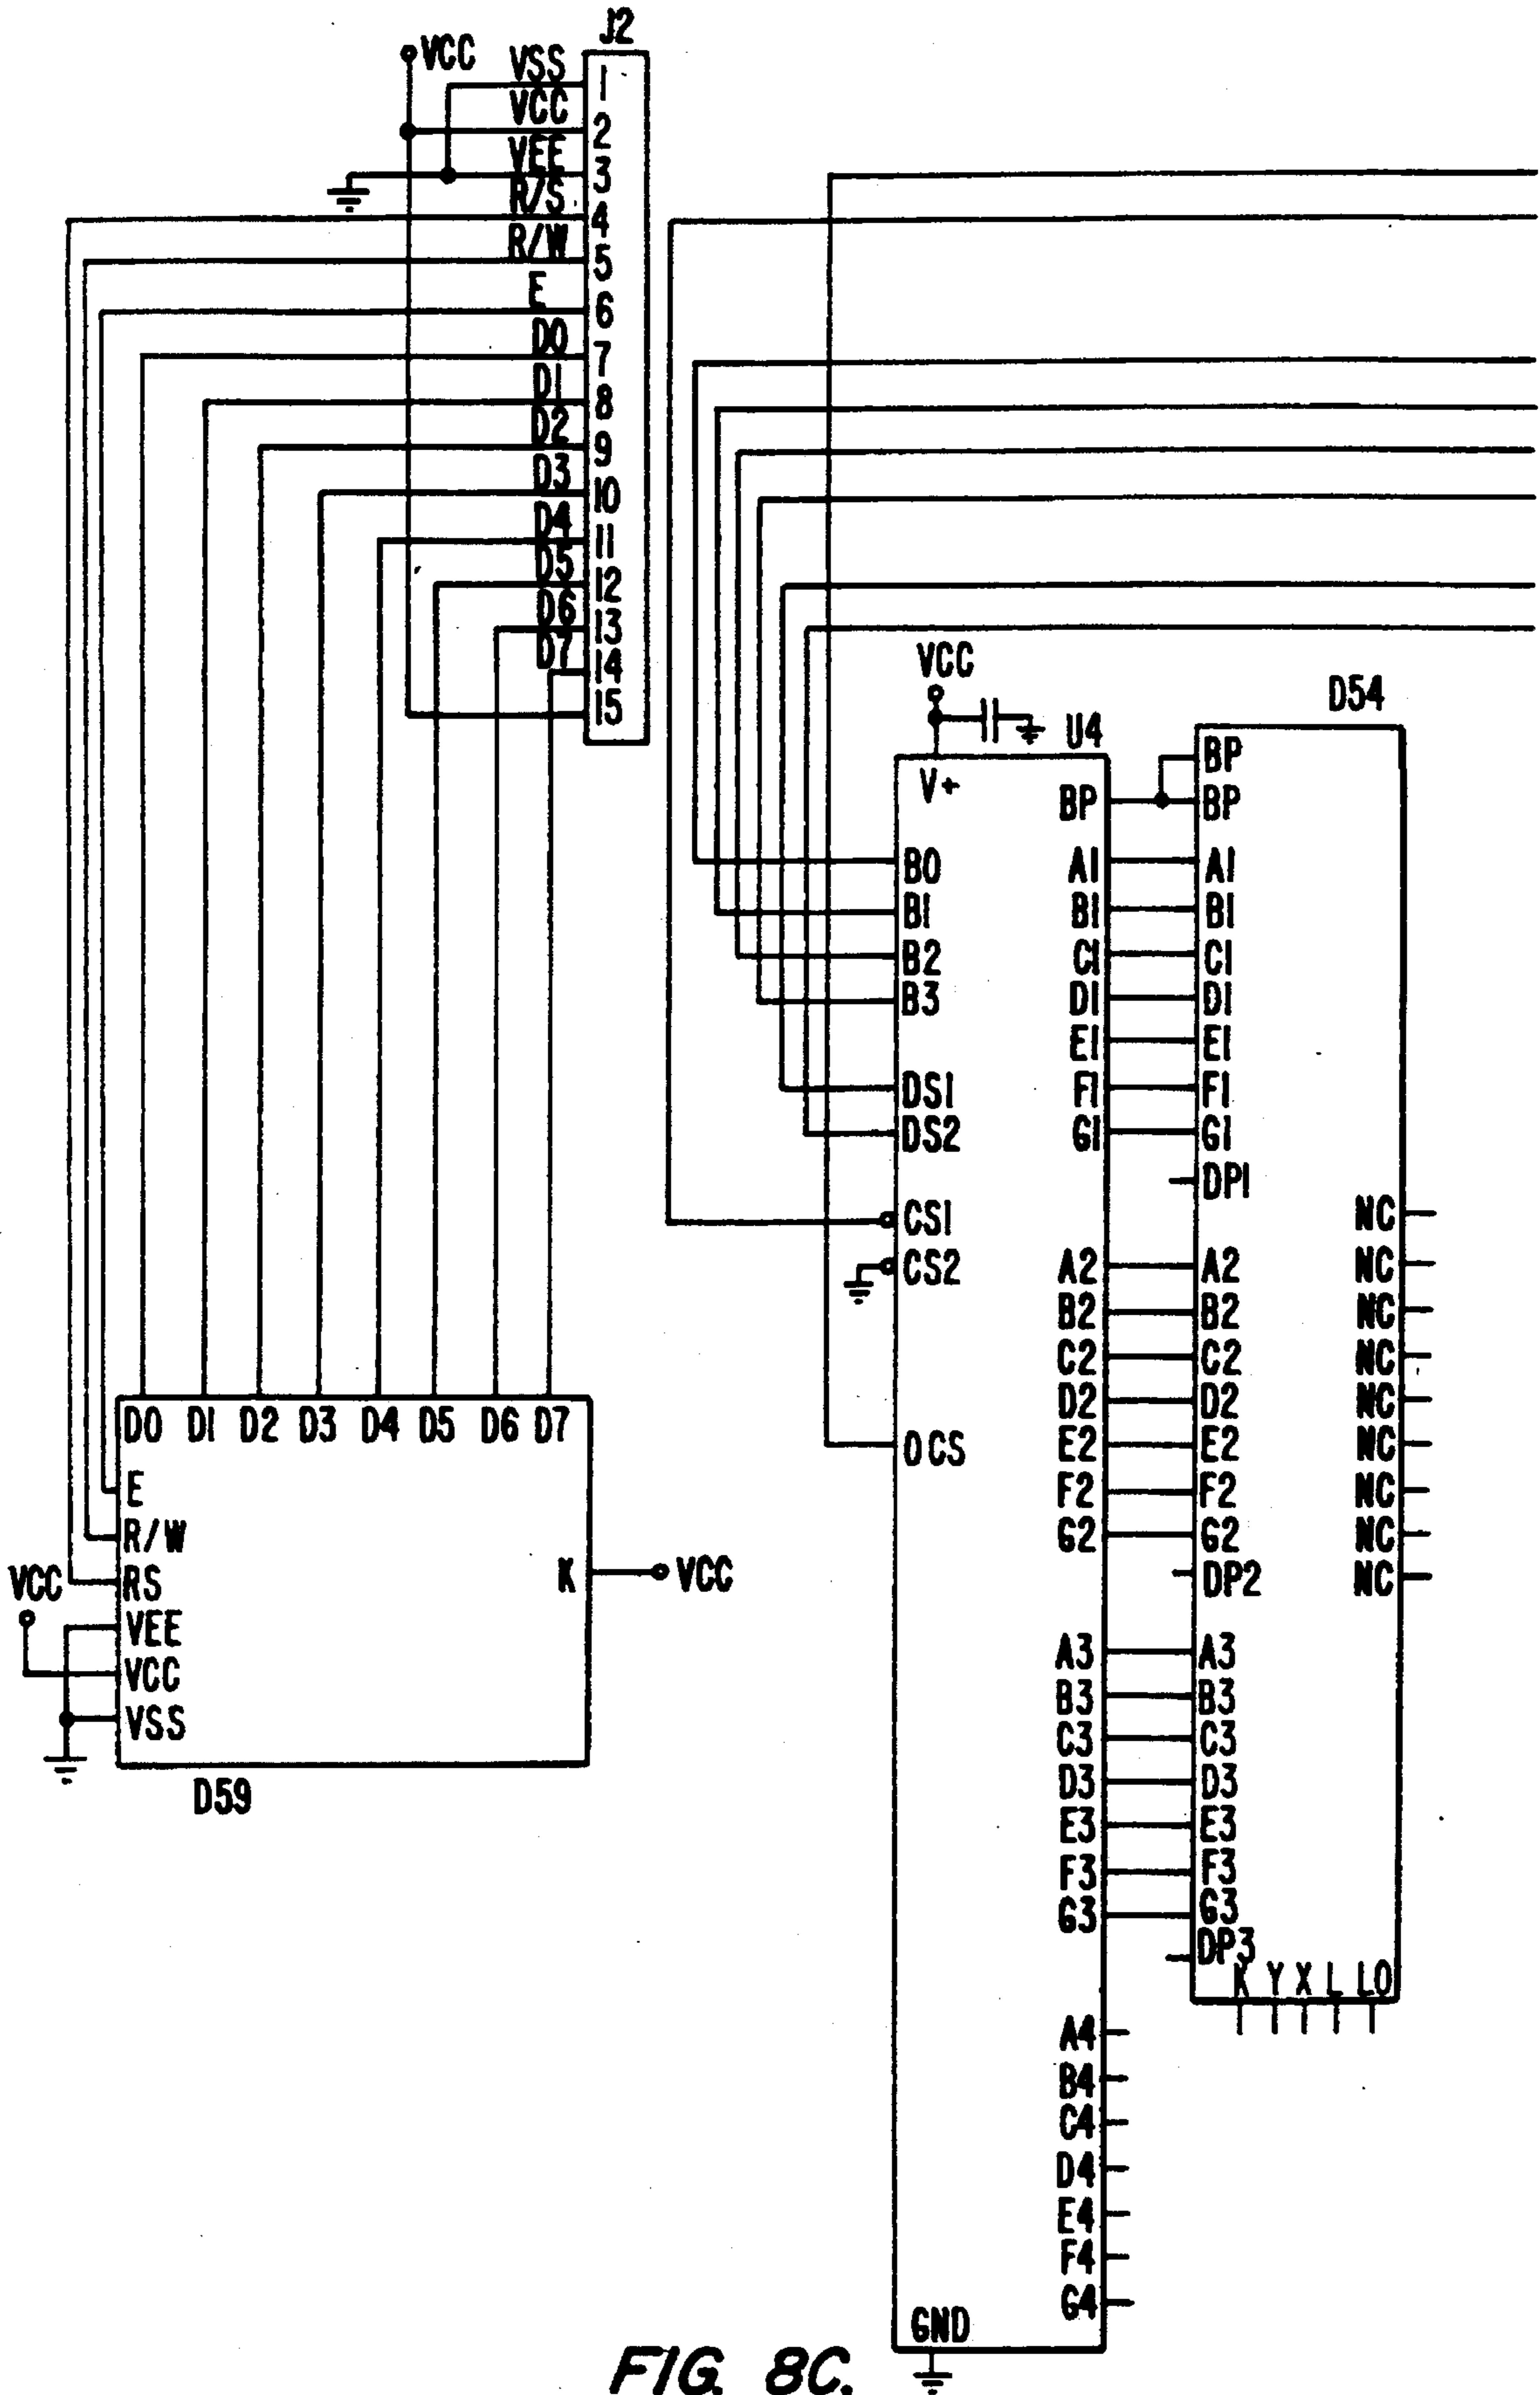 J2
VCC
VSS 1
VCC 2
VEE 3
R/S 4
R/W 5
E 6
D0 7
D1 8
D2 9
D3 10
D4 11
D5 12
D6 13
D7 14
15
D0 D1 D2 D3 D4 D5 D6 D7
E
R/W
RS
VEE
VCC
VSS
VCC
K VCC
D59
VCC
U4
V+
B0
B1
B2
B3
DS1
DS2
CS1
CS2
OCS
GND
BP
A1
B1
C1
D1
E1
F1
G1
A2
B2
C2
D2
E2
F2
G2
A3
B3
C3
D3
E3
F3
G3
A4
B4
C4
D4
E4
F4
G4
D54
BP
BP
A1
B1
C1
D1
E1
F1
G1
DP1
A2
B2
C2
D2
E2
F2
G2
DP2
A3
B3
C3
D3
E3
F3
G3
DP3
K Y X L LO
NC
NC
NC
NC
NC
NC
NC
NC
NC
FIG. 8C.